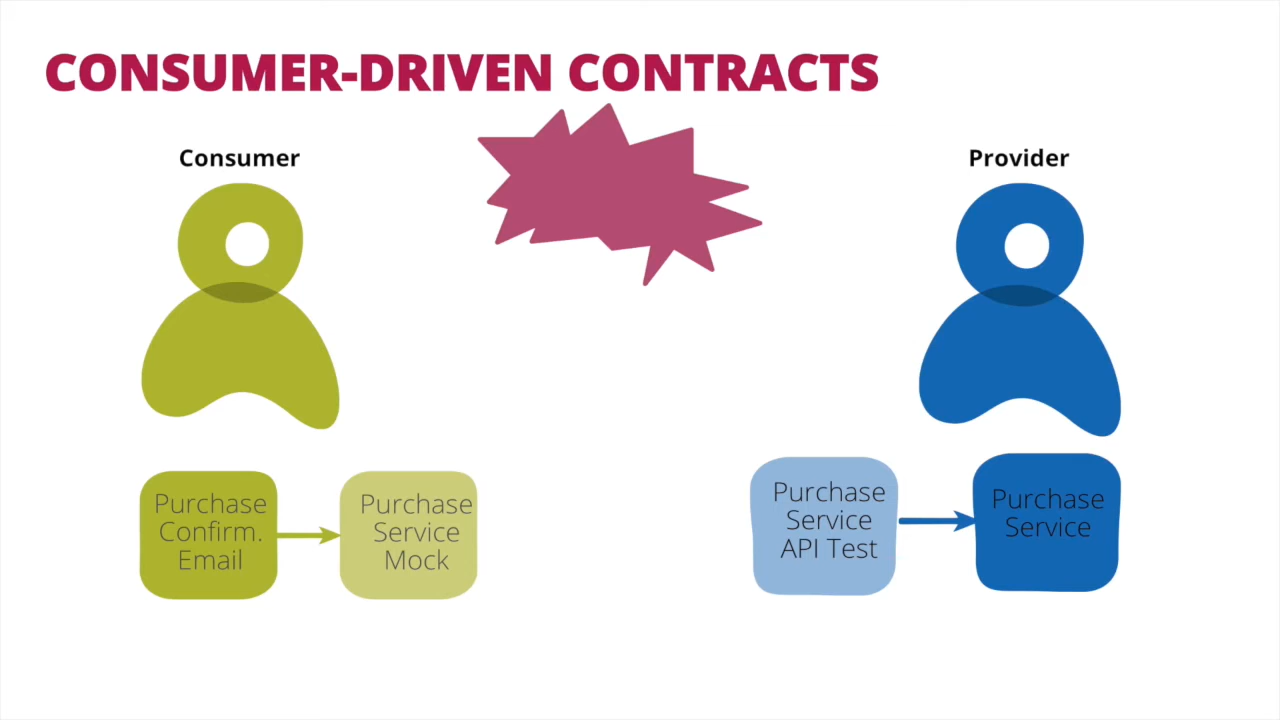 CONSUMER-DRIVEN CONTRACTS
Consumer
Provider
Purchase
Confirm.
Email
Purchase
Service
Mock
Purchase
Service
API Test
Purchase
Service